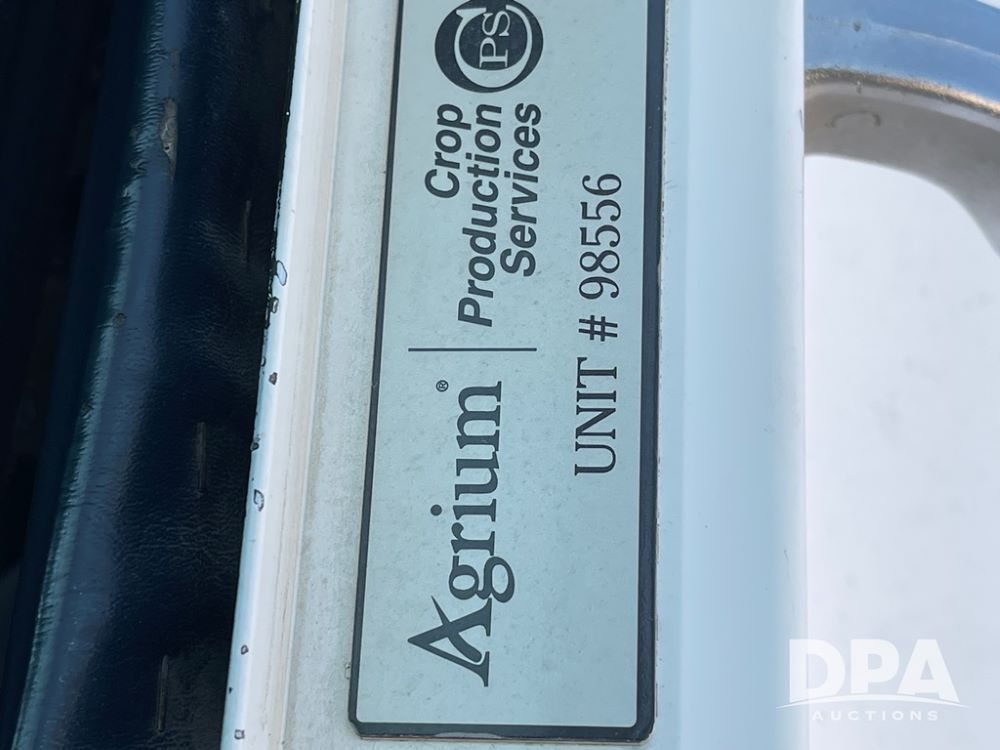 Agrium®
Crop
Production
Services
CPS
UNIT # 98556
DPA
AUCTIONS